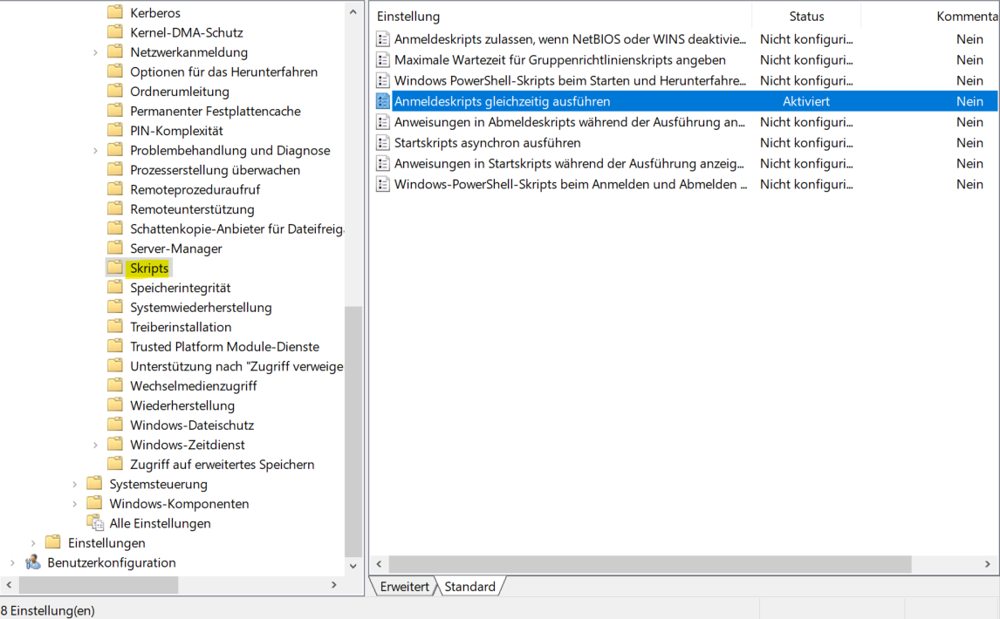 Kerberos
Kernel-DMA-Schutz
Netzwerkanmeldung
Optionen für das Herunterfahren
Ordnerumleitung
Permanenter Festplattencache
PIN-Komplexität
Problembehandlung und Diagnose
Prozesserstellung überwachen
Remoteprozeduraufruf
Remoteunterstützung
Schattenkopie-Anbieter für Dateifreig
Server-Manager
Skripts
Speicherintegrität
Systemwiederherstellung
Treiberinstallation
Trusted Platform Module-Dienste
Unterstützung nach "Zugriff verweige
Wechselmedienzugriff
Wiederherstellung
Windows-Dateischutz
Windows-Zeitdienst
Zugriff auf erweitertes Speichern
Systemsteuerung
Windows-Komponenten
Alle Einstellungen
Einstellungen
Benutzerkonfiguration
Einstellung Status Kommenta
Anmeldeskripts zulassen, wenn NetBIOS oder WINS deaktivie... Nicht konfiguri... Nein
Maximale Wartezeit für Gruppenrichtlinienskripts angeben Nicht konfiguri... Nein
Windows PowerShell-Skripts beim Starten und Herunterfahre... Nicht konfiguri... Nein
Anmeldeskripts gleichzeitig ausführen Aktiviert Nein
Anweisungen in Abmeldeskripts während der Ausführung an... Nicht konfiguri... Nein
Startskripts asynchron ausführen Nicht konfiguri... Nein
Anweisungen in Startskripts während der Ausführung anzeig... Nicht konfiguri... Nein
Windows-PowerShell-Skripts beim Anmelden und Abmelden ... Nicht konfiguri... Nein
Erweitert Standard
8 Einstellung(en)